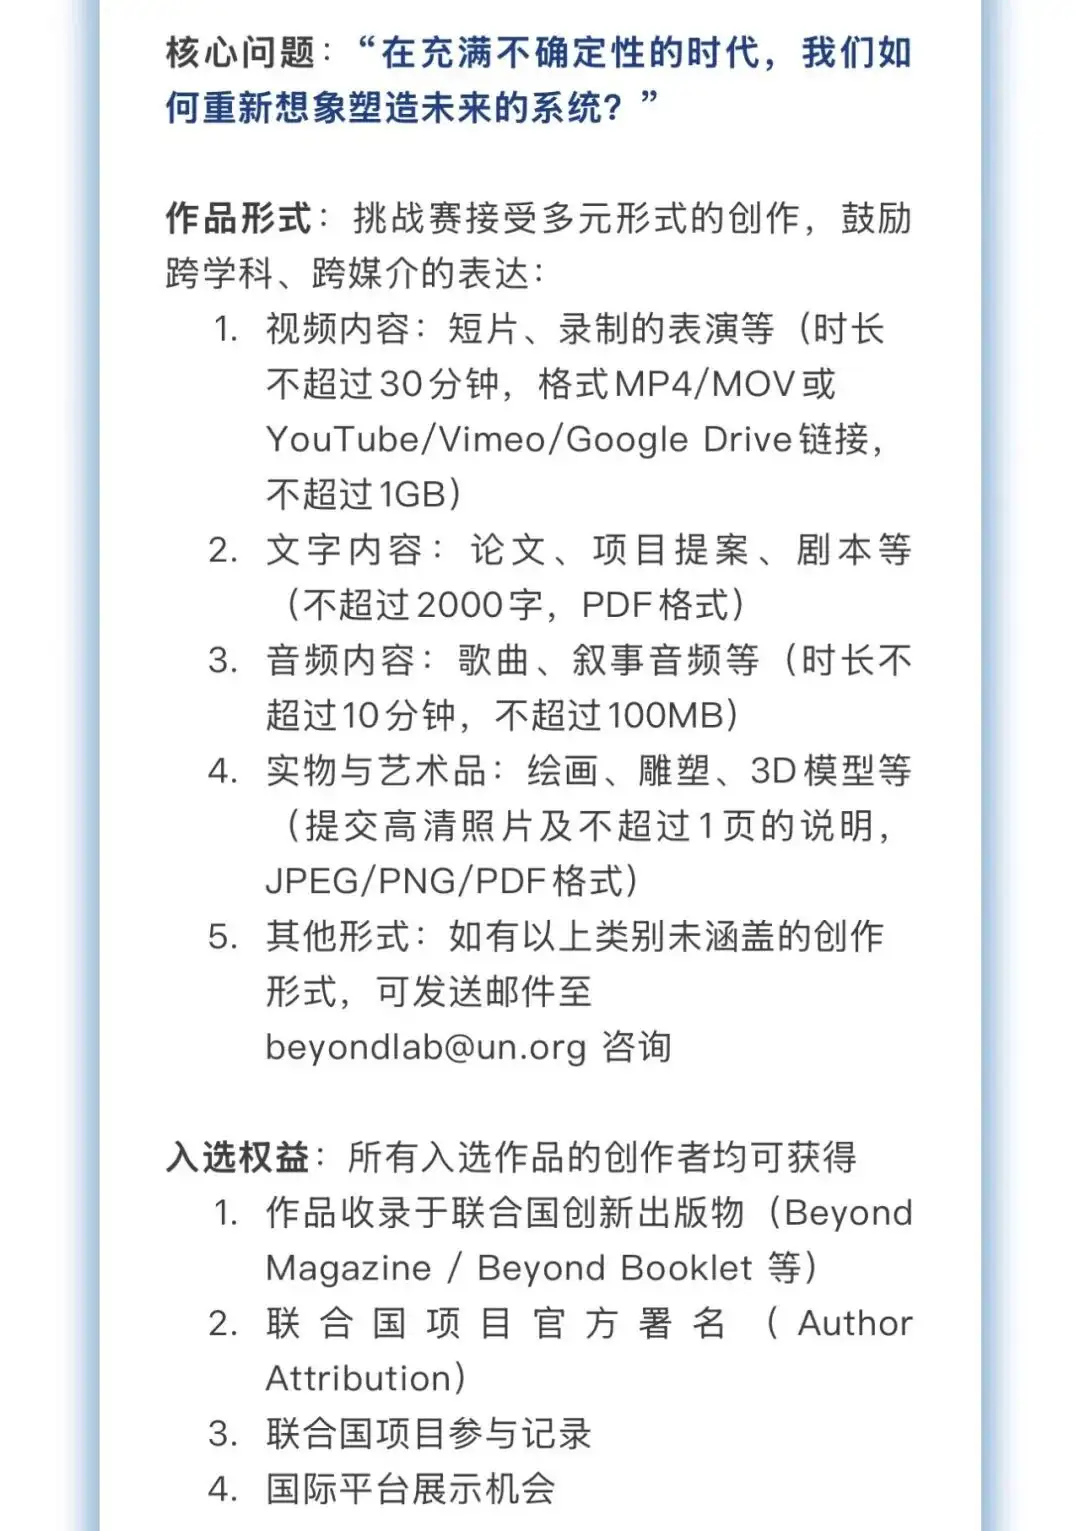 核心问题：“在充满不确定性的时代，我们如
何重新想象塑造未来的系统？”
作品形式：挑战赛接受多元形式的创作，鼓励
跨学科、跨媒介的表达：
1. 视频内容：短片、录制的表演等（时长
不超过30分钟，格式MP4/MOV或
YouTube/Vimeo/Google Drive链接，
不超过1GB）
2. 文字内容：论文、项目提案、剧本等
（不超过2000字，PDF格式）
3. 音频内容：歌曲、叙事音频等（时长不
超过10分钟，不超过100MB）
4. 实物与艺术品：绘画、雕塑、3D模型等
（提交高清照片及不超过1页的说明，
JPEG/PNG/PDF格式）
5. 其他形式：如有以上类别未涵盖的创作
形式，可发送邮件至
beyondlab@un.org 咨询
入选权益：所有入选作品的创作者均可获得
1. 作品收录于联合国创新出版物（Beyond
Magazine / Beyond Booklet 等）
2. 联合国项目官方署名（Author
Attribution）
3. 联合国项目参与记录
4. 国际平台展示机会